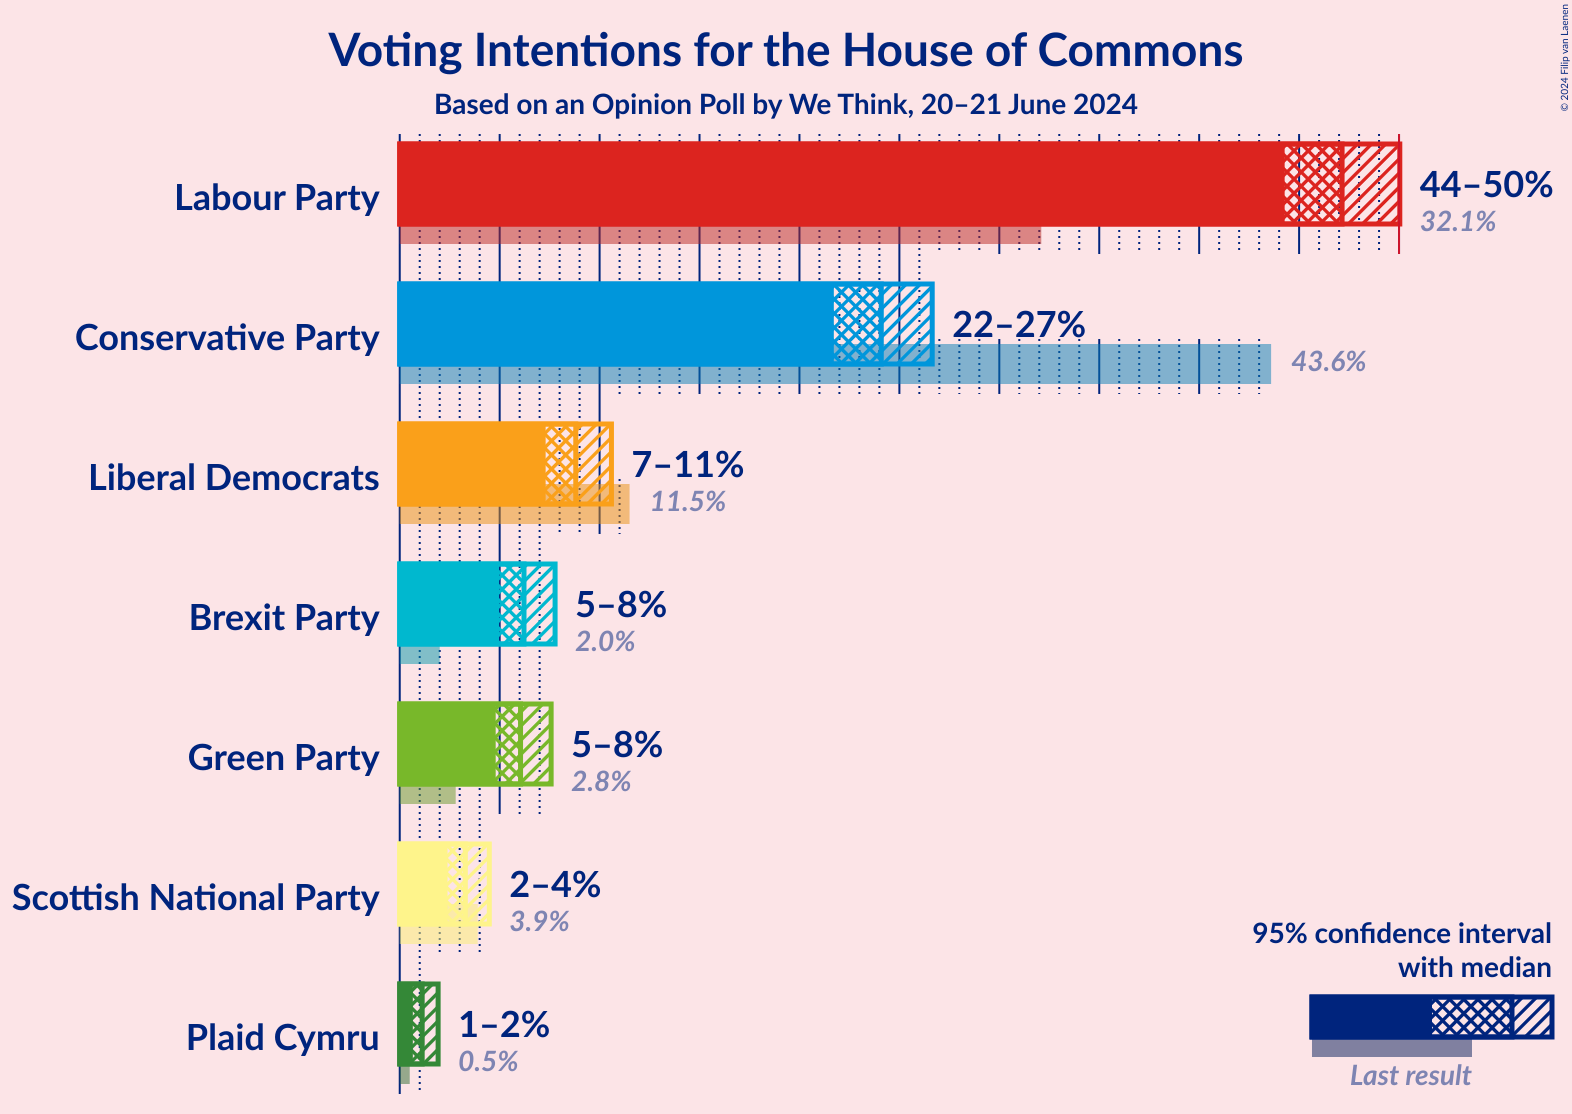 Voting Intentions for the House of Commons
Based on an Opinion Poll by We Think, 20–21 June 2024
© 2024 Filip van Laenen
Labour Party
44–50%
32.1%
Conservative Party
22–27%
43.6%
Liberal Democrats
7–11%
11.5%
Brexit Party
5–8%
2.0%
Green Party
5–8%
2.8%
Scottish National Party
2–4%
3.9%
Plaid Cymru
1–2%
0.5%
95% confidence interval
with median
Last result